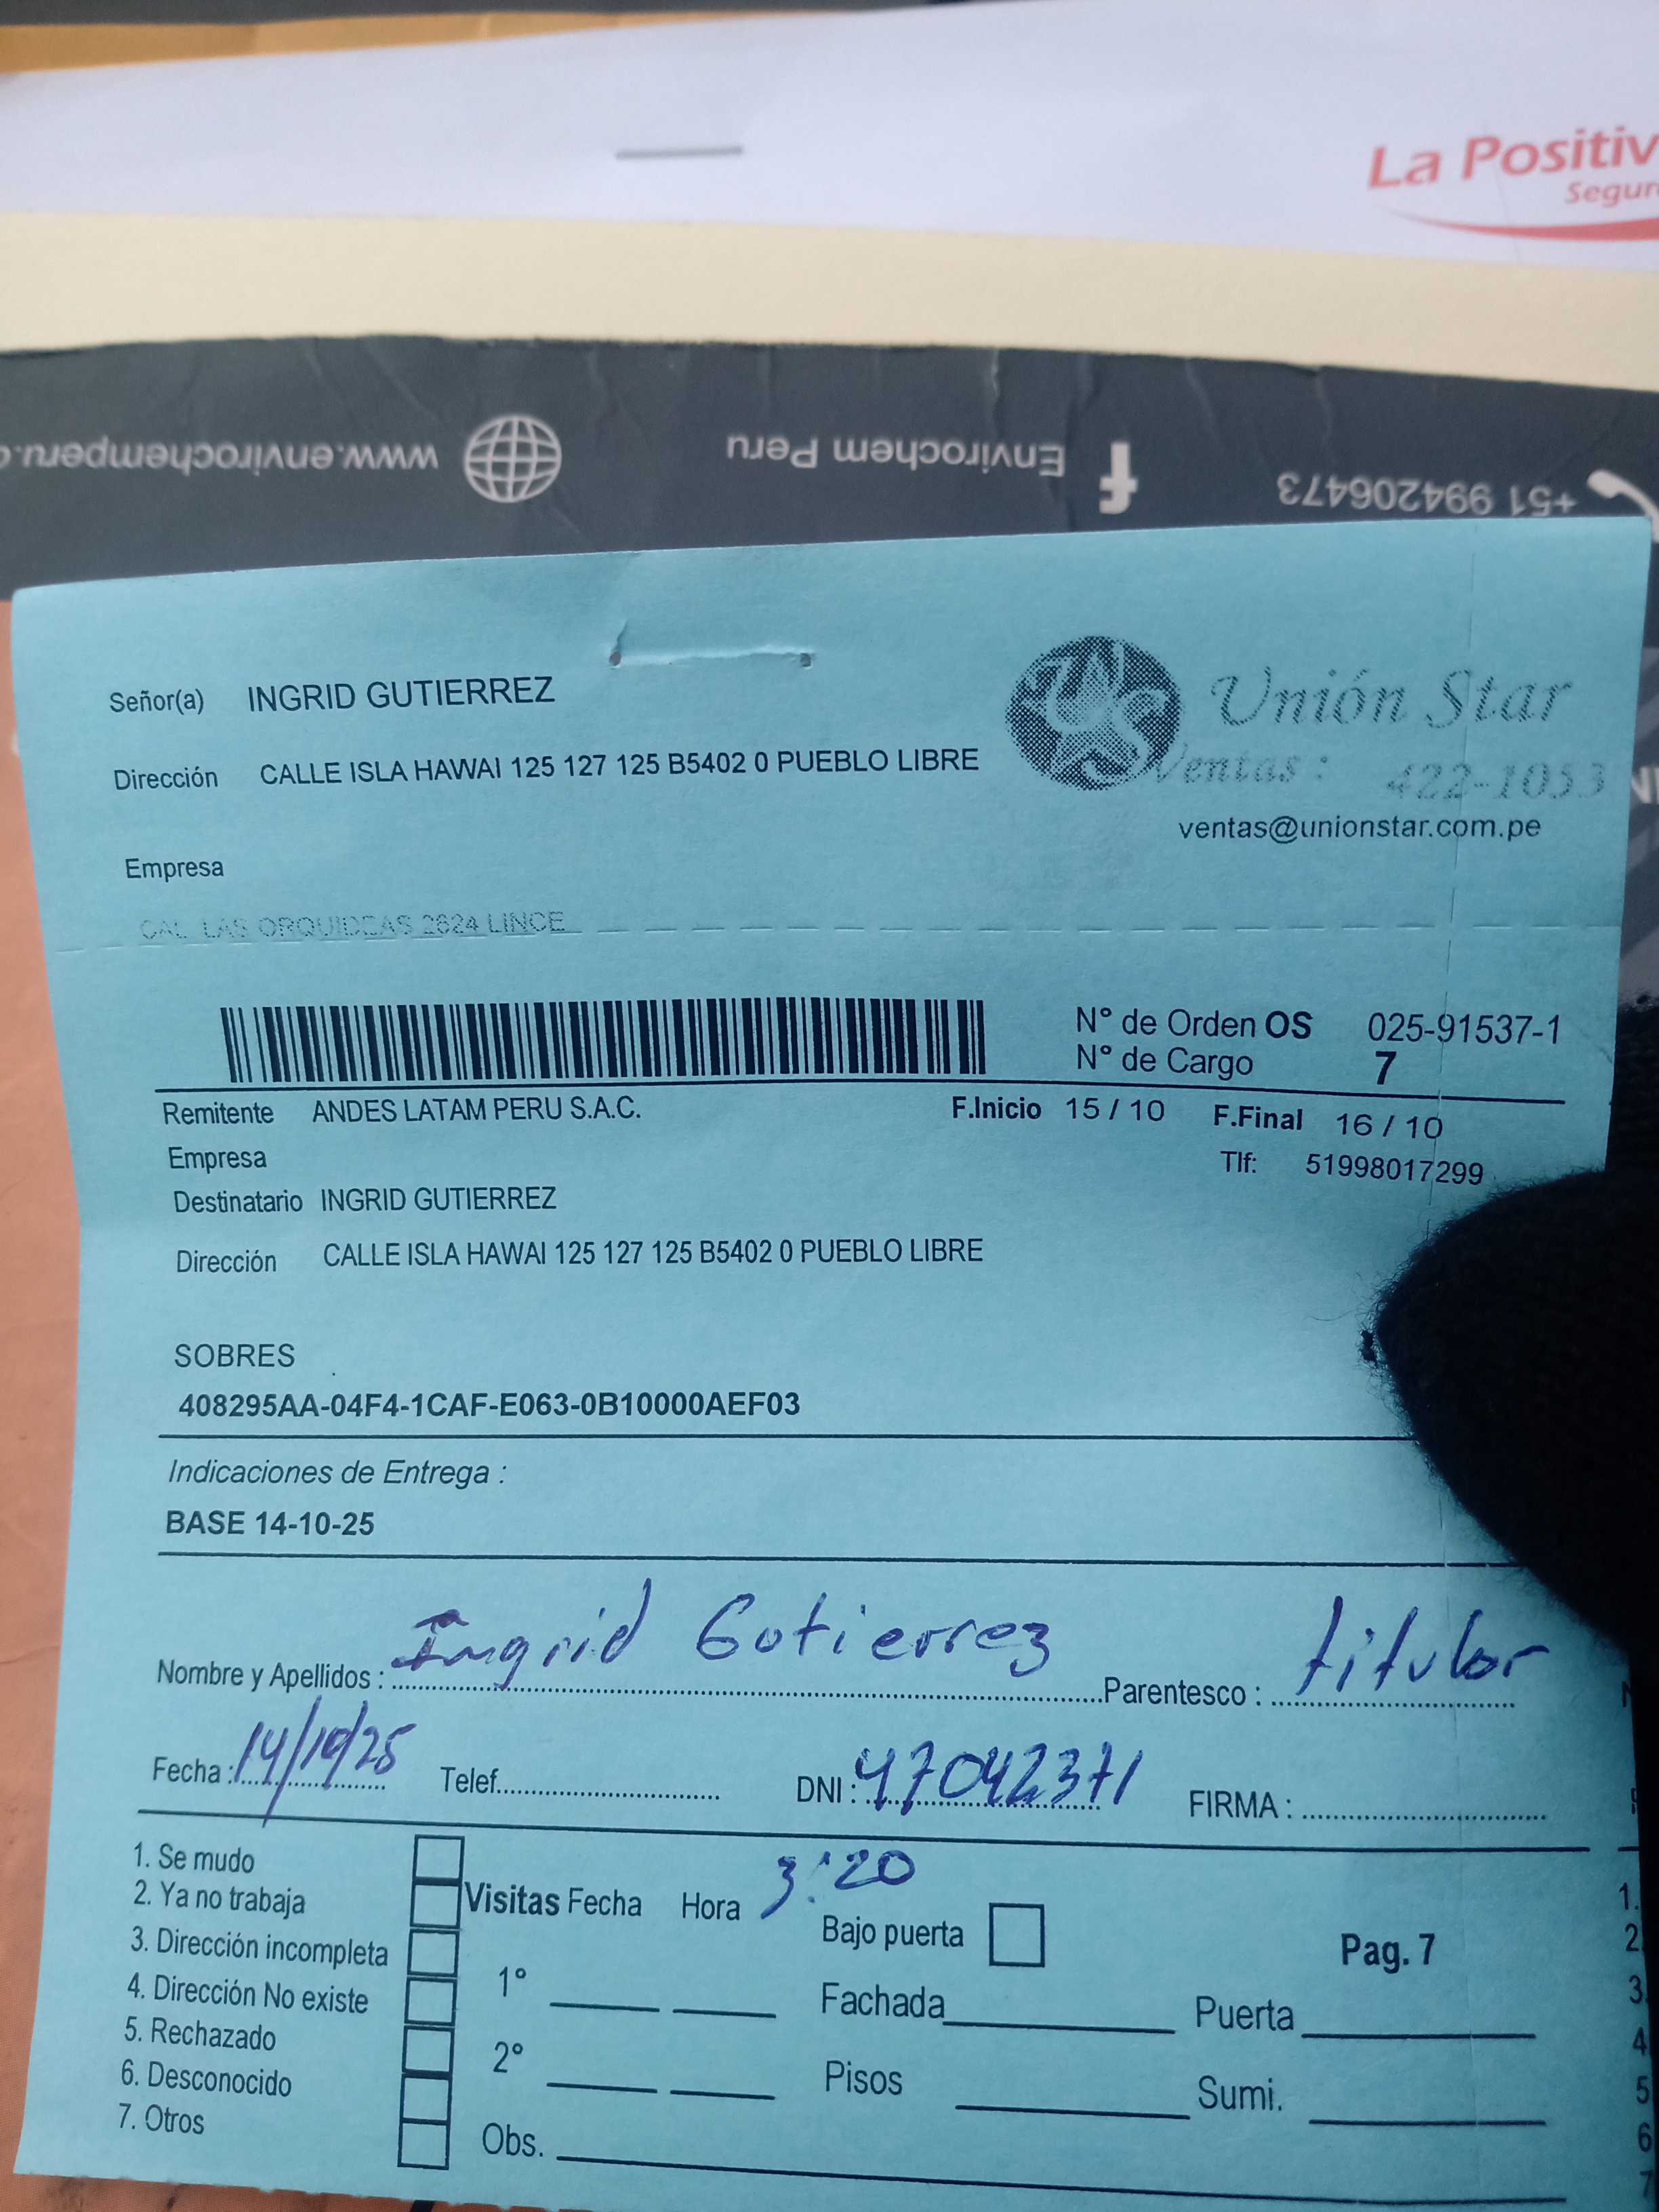 La Positiv
Segur
www.envirochemperu.c
Envirochem Peru
+51 994206473
Señor(a) INGRID GUTIERREZ
Unión Star
Dirección CALLE ISLA HAWAI 125 127 125 B5402 0 PUEBLO LIBRE
Ventas : 422-1053
ventas@unionstar.com.pe
Empresa
CAL LAS ORQUIDEAS 2624 LINCE
N° de Orden OS 025-91537-1
N° de Cargo 7
Remitente ANDES LATAM PERU S.A.C. F.Inicio 15 / 10 F.Final 16 / 10
Empresa Tlf: 51998017299
Destinatario INGRID GUTIERREZ
Dirección CALLE ISLA HAWAI 125 127 125 B5402 0 PUEBLO LIBRE
SOBRES
408295AA-04F4-1CAF-E063-0B10000AEF03
Indicaciones de Entrega :
BASE 14-10-25
Nombre y Apellidos : Ingrid Gutierrez Parentesco : titular
Fecha : 14/10/25 Telef. DNI : 47042371 FIRMA :
1. Se mudo
2. Ya no trabaja Visitas Fecha Hora 3:20 Bajo puerta Pag. 7
3. Dirección incompleta
4. Dirección No existe 1° Fachada Puerta
5. Rechazado
6. Desconocido 2° Pisos Sumi.
7. Otros Obs.
1.
2
3.
4
5
6
7